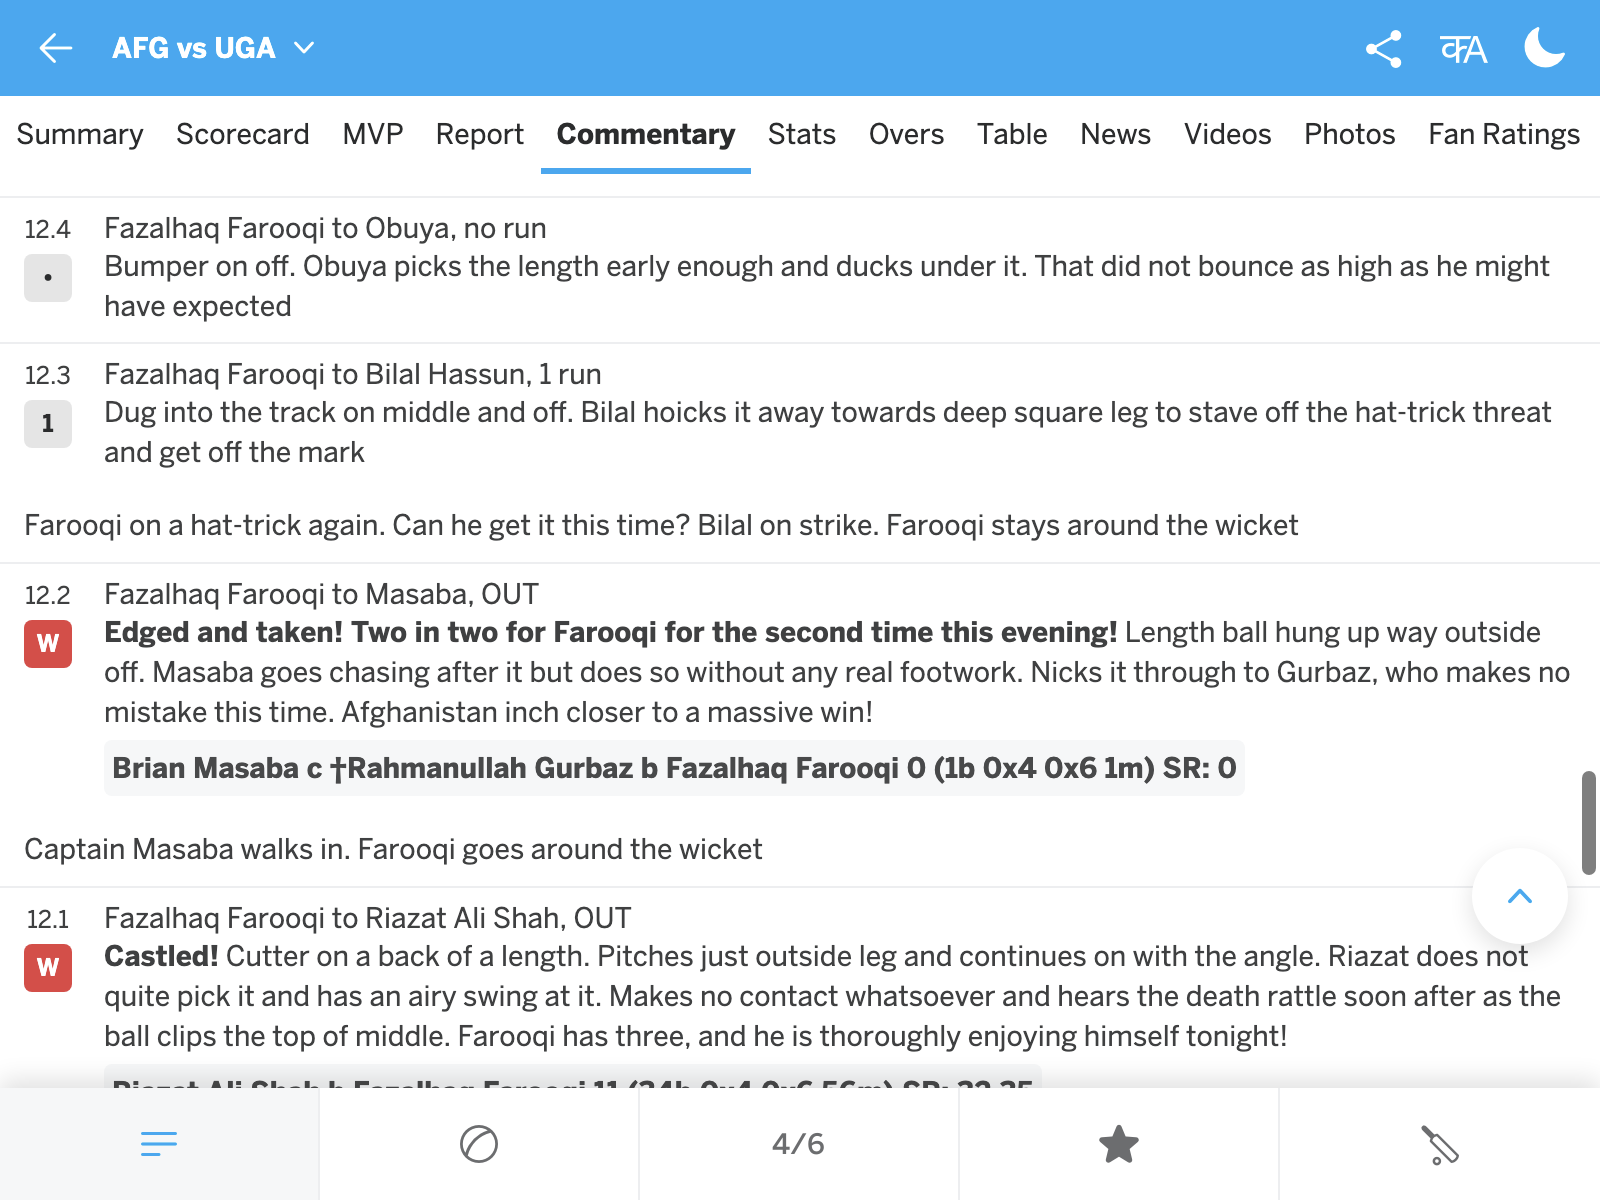 AFG vs UGA
Summary Scorecard MVP Report Commentary Stats Overs Table News Videos Photos Fan Ratings
12.4 Fazalhaq Farooqi to Obuya, no run
• Bumper on off. Obuya picks the length early enough and ducks under it. That did not bounce as high as he might
have expected
12.3 Fazalhaq Farooqi to Bilal Hassun, 1 run
1 Dug into the track on middle and off. Bilal hoicks it away towards deep square leg to stave off the hat-trick threat
and get off the mark
Farooqi on a hat-trick again. Can he get it this time? Bilal on strike. Farooqi stays around the wicket
12.2 Fazalhaq Farooqi to Masaba, OUT
W Edged and taken! Two in two for Farooqi for the second time this evening! Length ball hung up way outside
off. Masaba goes chasing after it but does so without any real footwork. Nicks it through to Gurbaz, who makes no
mistake this time. Afghanistan inch closer to a massive win!
Brian Masaba c †Rahmanullah Gurbaz b Fazalhaq Farooqi 0 (1b 0x4 0x6 1m) SR: 0
Captain Masaba walks in. Farooqi goes around the wicket
12.1 Fazalhaq Farooqi to Riazat Ali Shah, OUT
W Castled! Cutter on a back of a length. Pitches just outside leg and continues on with the angle. Riazat does not
quite pick it and has an airy swing at it. Makes no contact whatsoever and hears the death rattle soon after as the
ball clips the top of middle. Farooqi has three, and he is thoroughly enjoying himself tonight!
Riazat Ali Shah b Fazalhaq Farooqi 11 (34b 0x4 0x6 56m) SR: 32.35
4/6